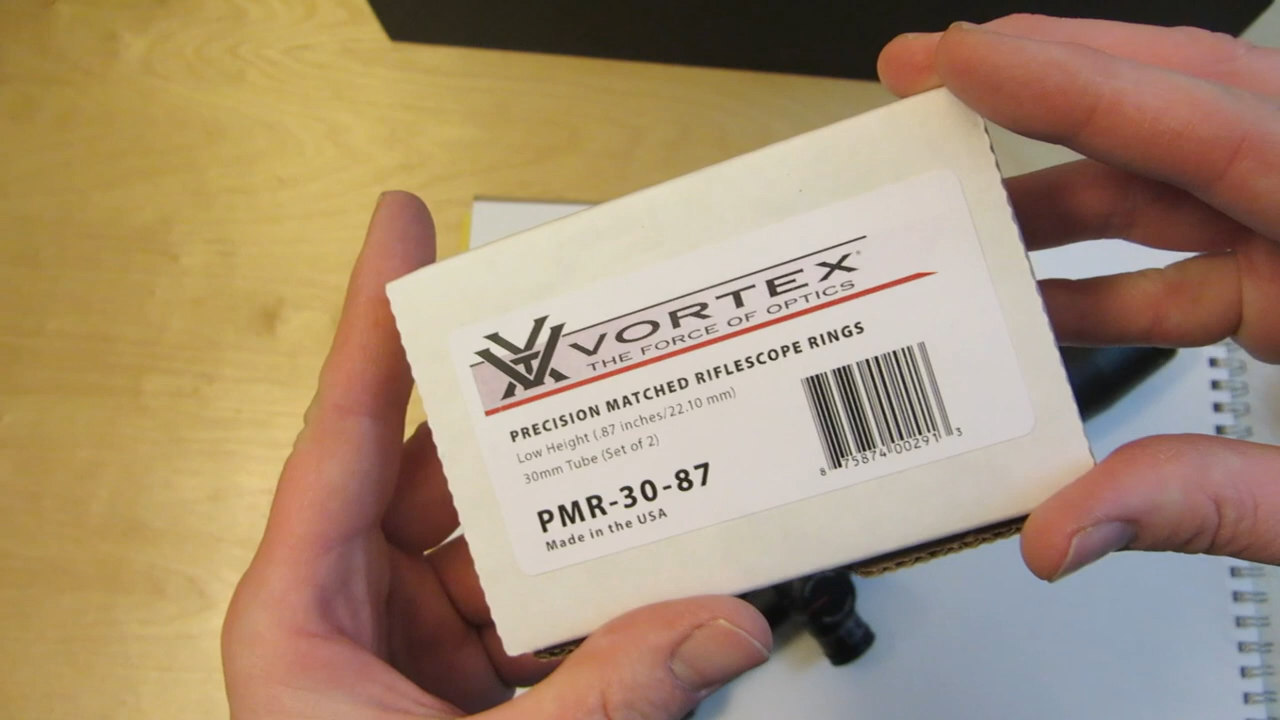 VORTEX®
THE FORCE OF OPTICS
PRECISION MATCHED RIFLESCOPE RINGS
Low Height (.87 inches/22.10 mm)
30mm Tube (Set of 2)
PMR-30-87
Made in the USA
8 75874 00291 3